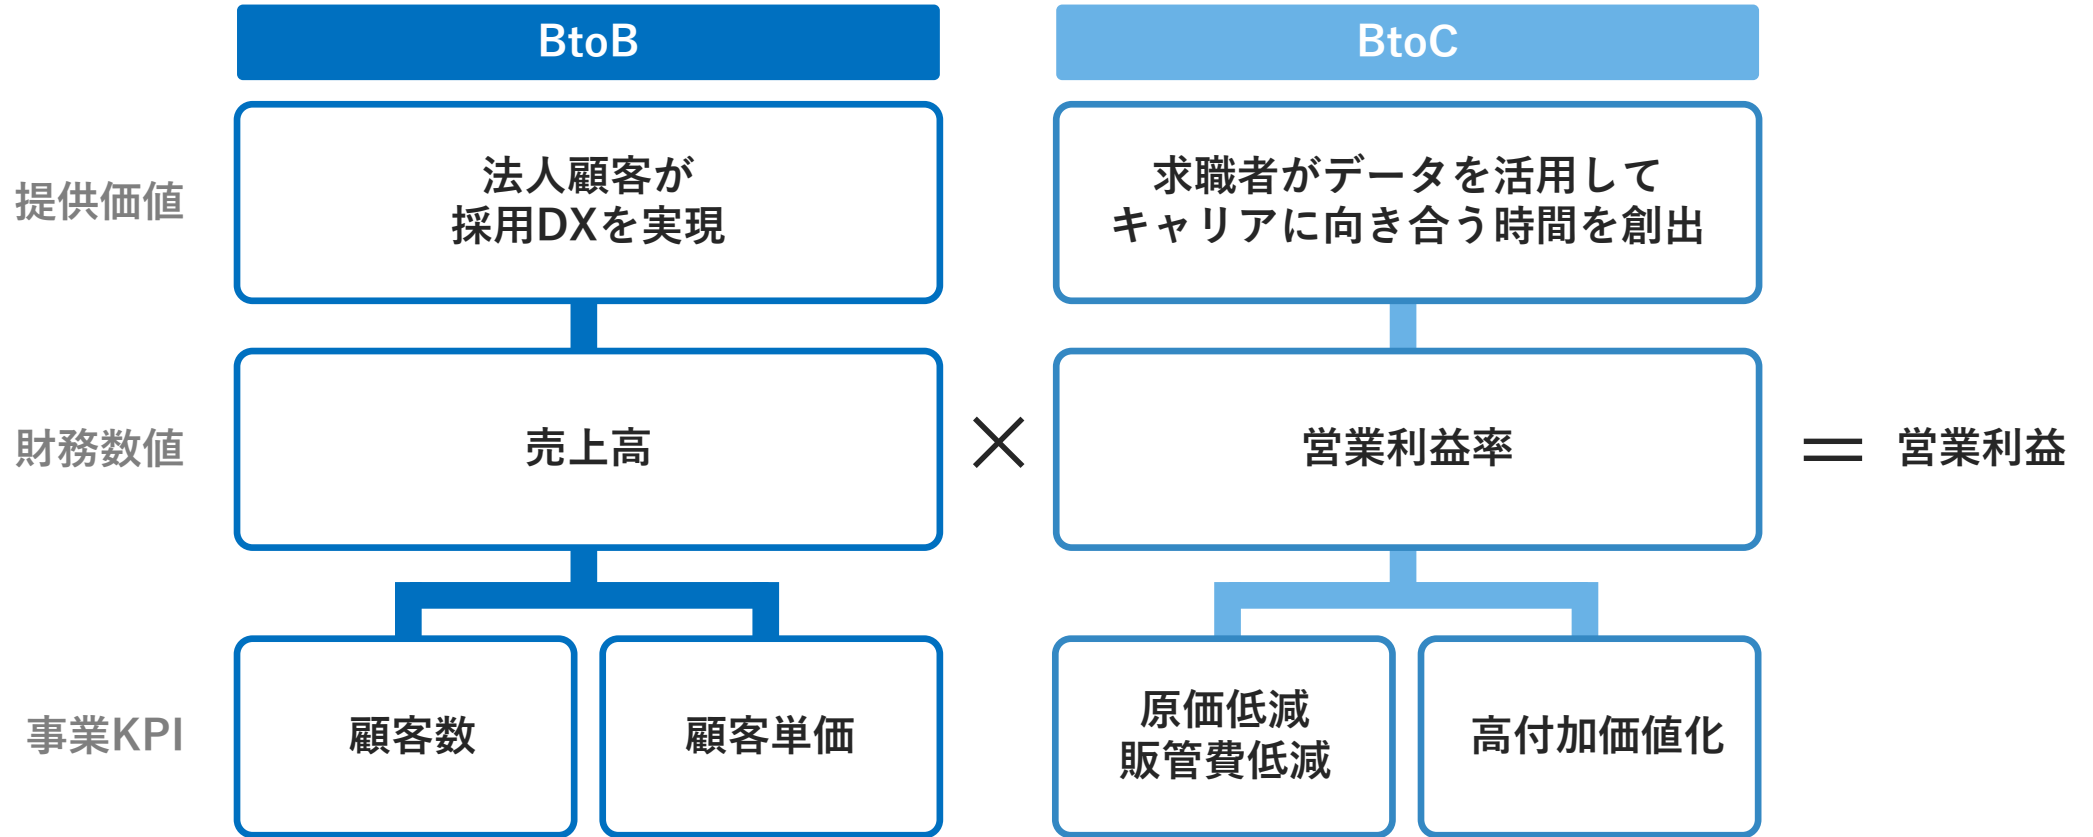 BtoB
BtoC
提供価値
法人顧客が
採用DXを実現
求職者がデータを活用して
キャリアに向き合う時間を創出
財務数値
売上高
×
営業利益率
=
営業利益
事業KPI
顧客数
顧客単価
原価低減
販管費低減
高付加価値化